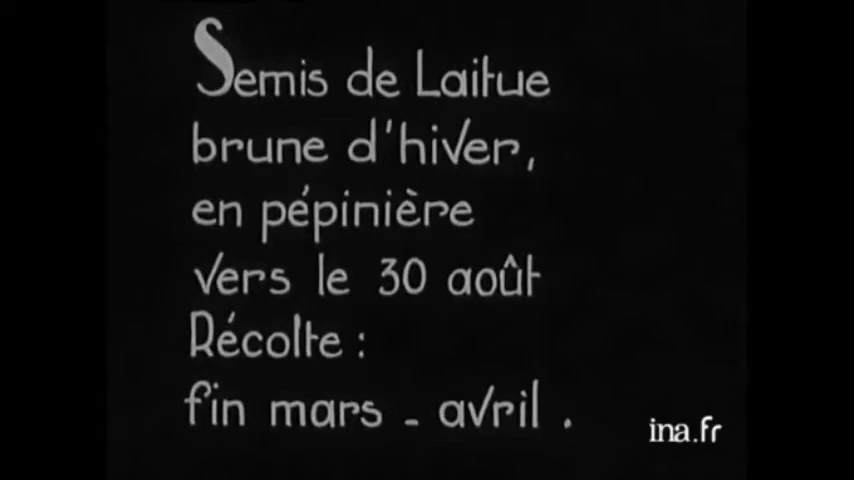 Semis de Laitue
brune d'hiver,
en pépinière
vers le 30 août
Récolte :
fin mars - avril .
ina.fr